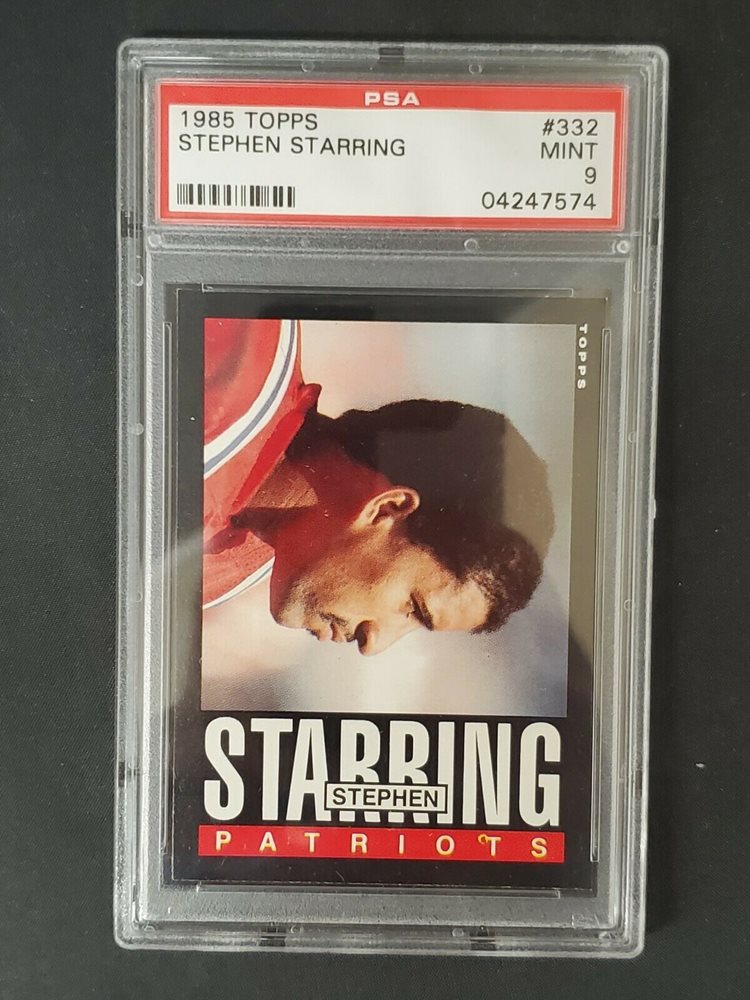 PSA
1985 TOPPS #332
STEPHEN STARRING MINT
9
04247574
TOPPS
STARRING
STEPHEN
PATRIOTS